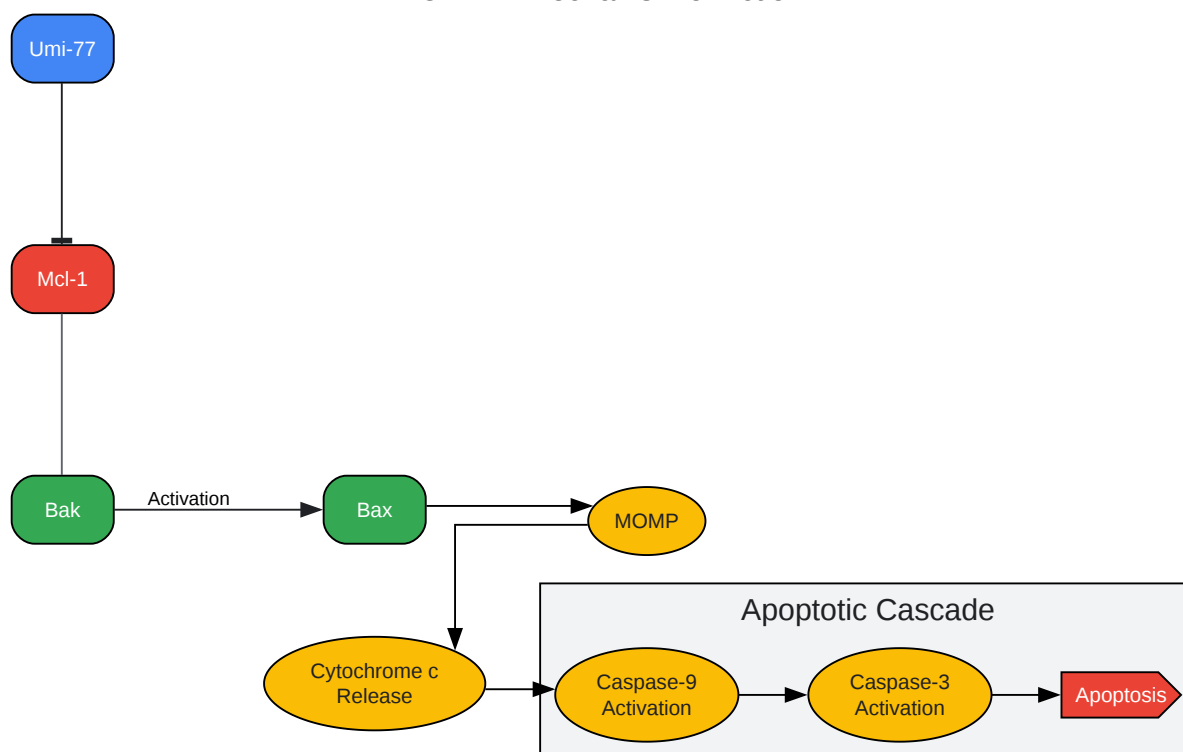 Umi-77
Mcl-1
Bak
Activation
Bax
MOMP
Apoptotic Cascade
Cytochrome c
Release
Caspase-9
Activation
Caspase-3
Activation
Apoptosis